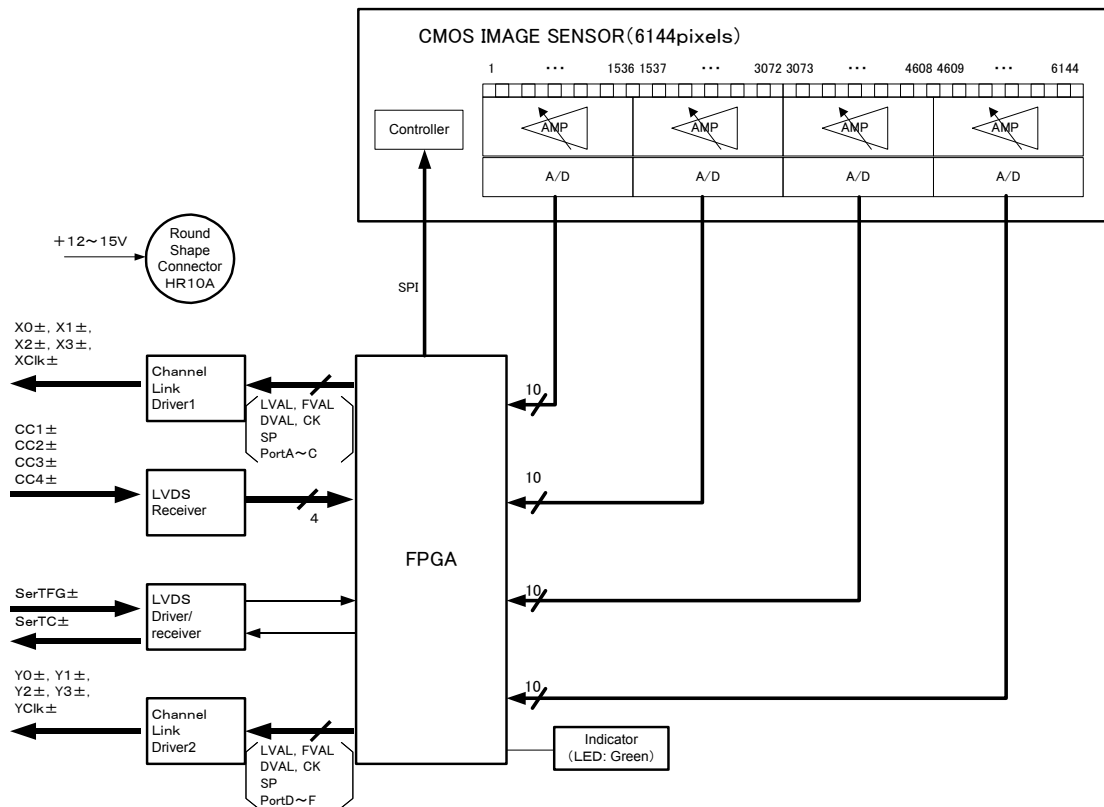 CMOS IMAGE SENSOR(6144pixels)
1 ... 1536 1537 ... 3072 3073 ... 4608 4609 ... 6144
Controller
AMP AMP AMP AMP
A/D A/D A/D A/D
+12~15V
Round
Shape
Connector
HR10A
SPI
X0±, X1±,
X2±, X3±,
XClk±
Channel
Link
Driver1
LVAL, FVAL
DVAL, CK
SP
PortA~C
10
CC1±
CC2±
CC3±
CC4±
LVDS
Receiver
4
10
FPGA
SerTFG±
SerTC±
LVDS
Driver/
receiver
10
Y0±, Y1±,
Y2±, Y3±,
YClk±
Channel
Link
Driver2
LVAL, FVAL
DVAL, CK
SP
PortD~F
10
Indicator
(LED: Green)